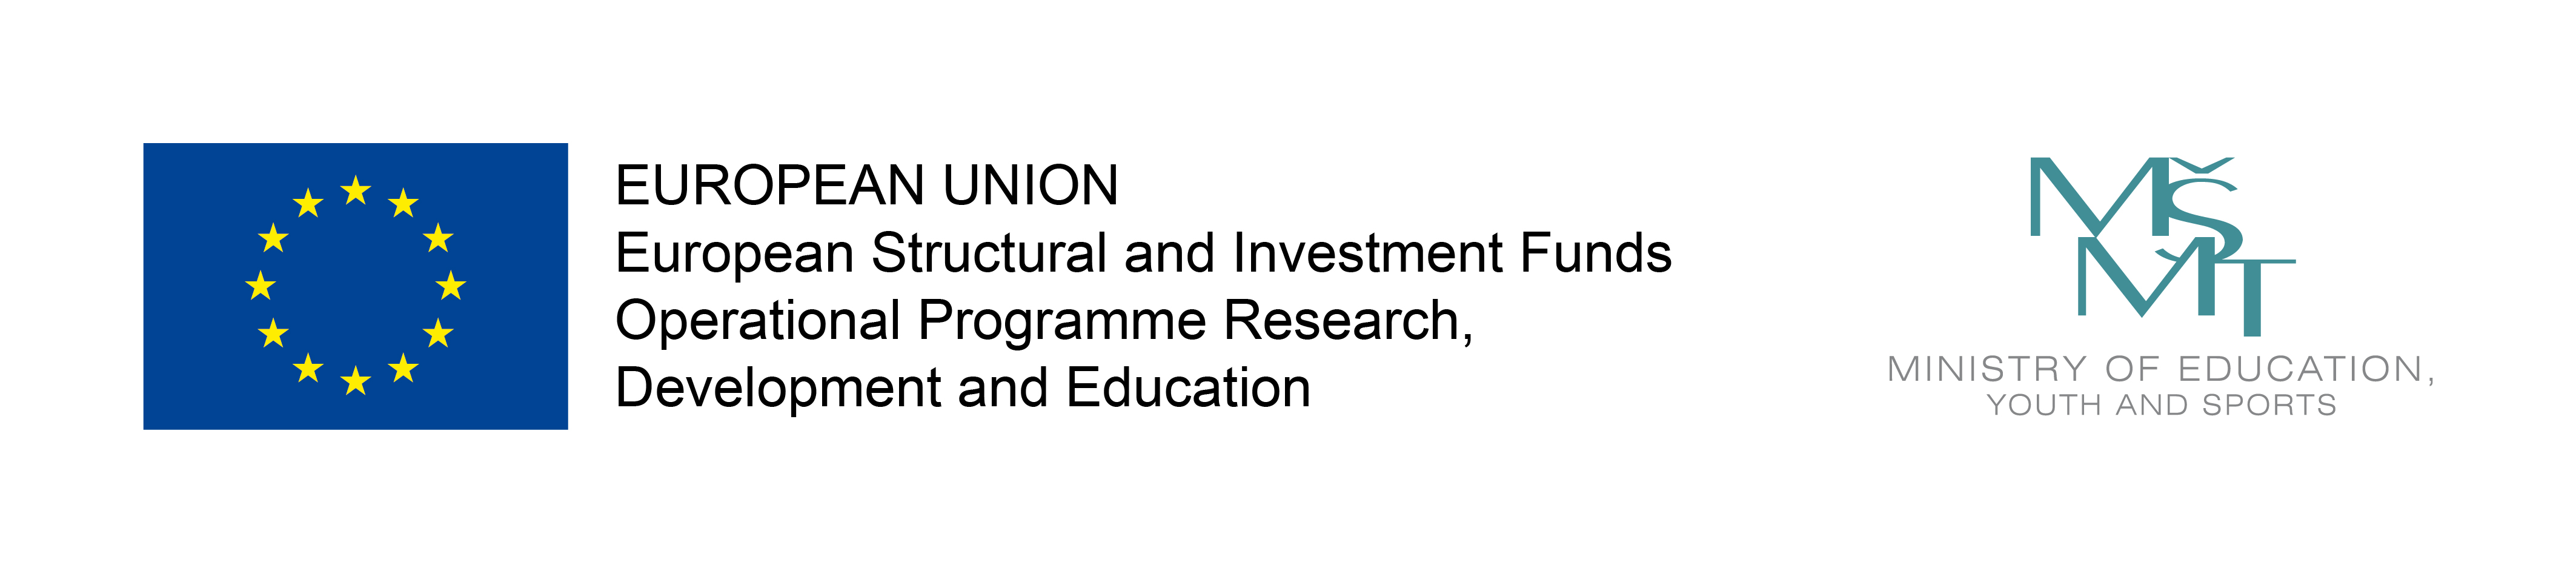 EUROPEAN UNION
European Structural and Investment Funds
Operational Programme Research,
Development and Education
MŠMT
MINISTRY OF EDUCATION,
YOUTH AND SPORTS